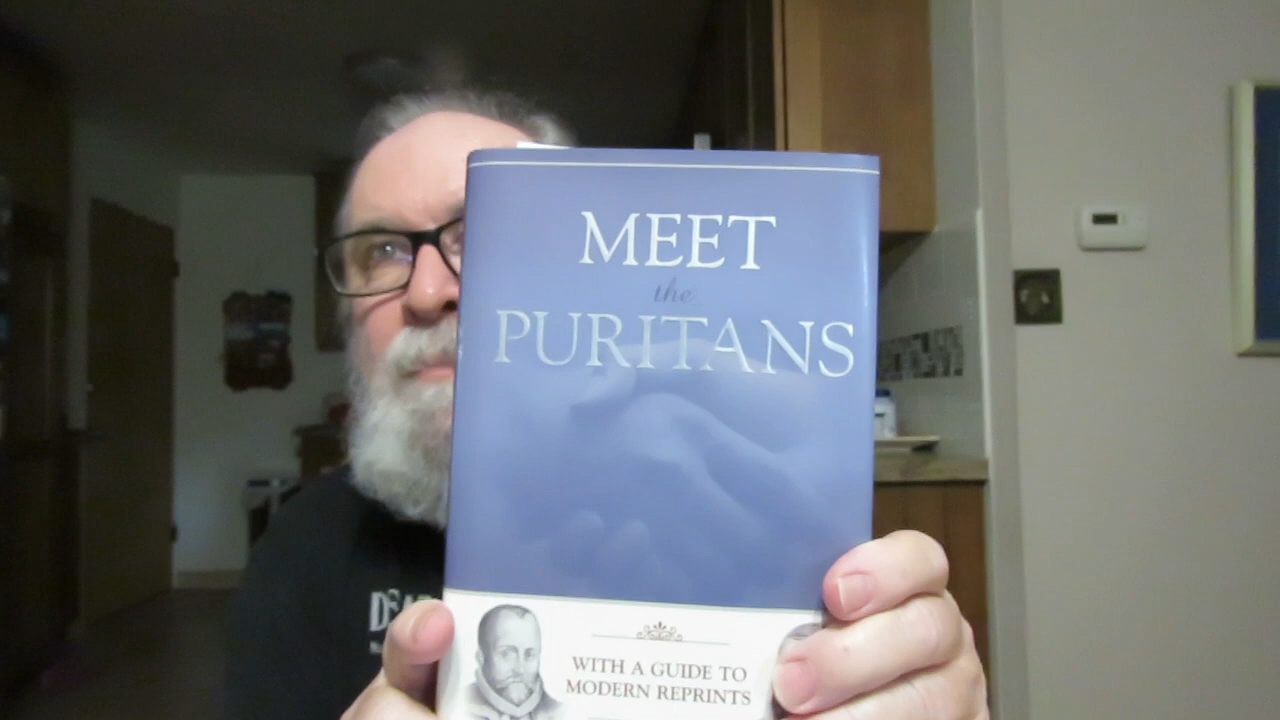 MEET
the
PURITANS
WITH A GUIDE TO
MODERN REPRINTS